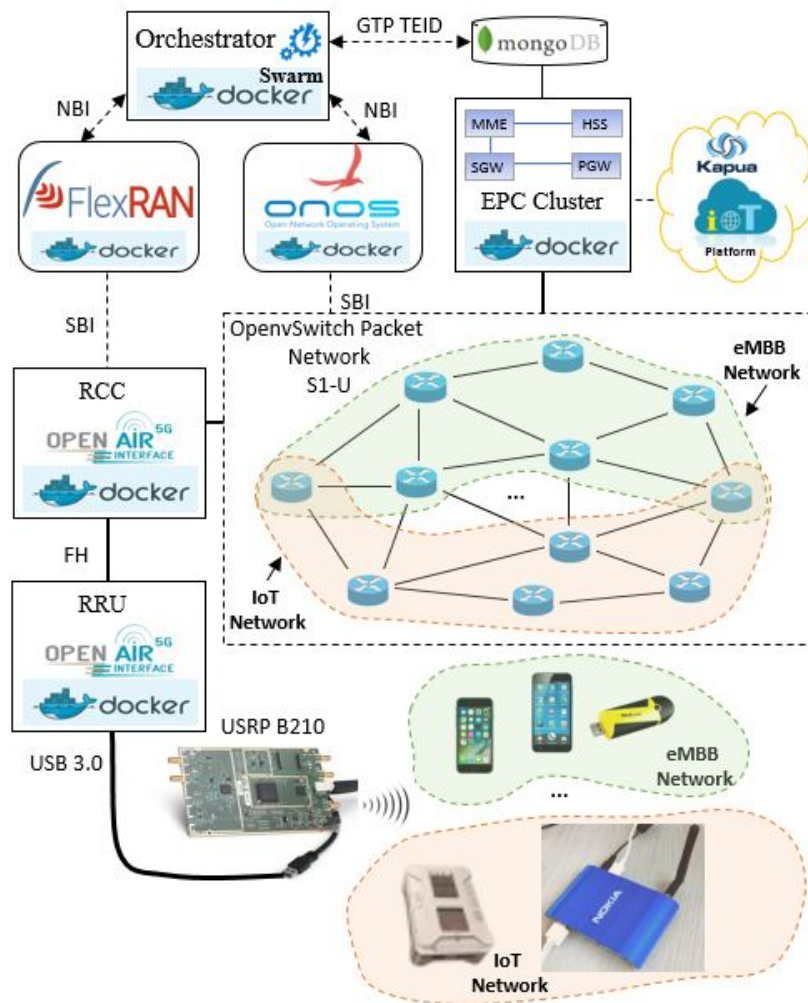 Orchestrator
Swarm
docker
GTP TEID
mongoDB
NBI
NBI
FlexRAN
docker
onos
Open Network Operating System
docker
MME
HSS
SGW
PGW
EPC Cluster
docker
Kapua
iOT
Platform
SBI
SBI
OpenvSwitch Packet
Network
S1-U
eMBB
Network
RCC
OPEN AIR 5G
INTERFACE
docker
...
FH
IoT
Network
RRU
OPEN AIR 5G
INTERFACE
docker
USB 3.0
USRP B210
eMBB
Network
...
NOKIA
IoT
Network